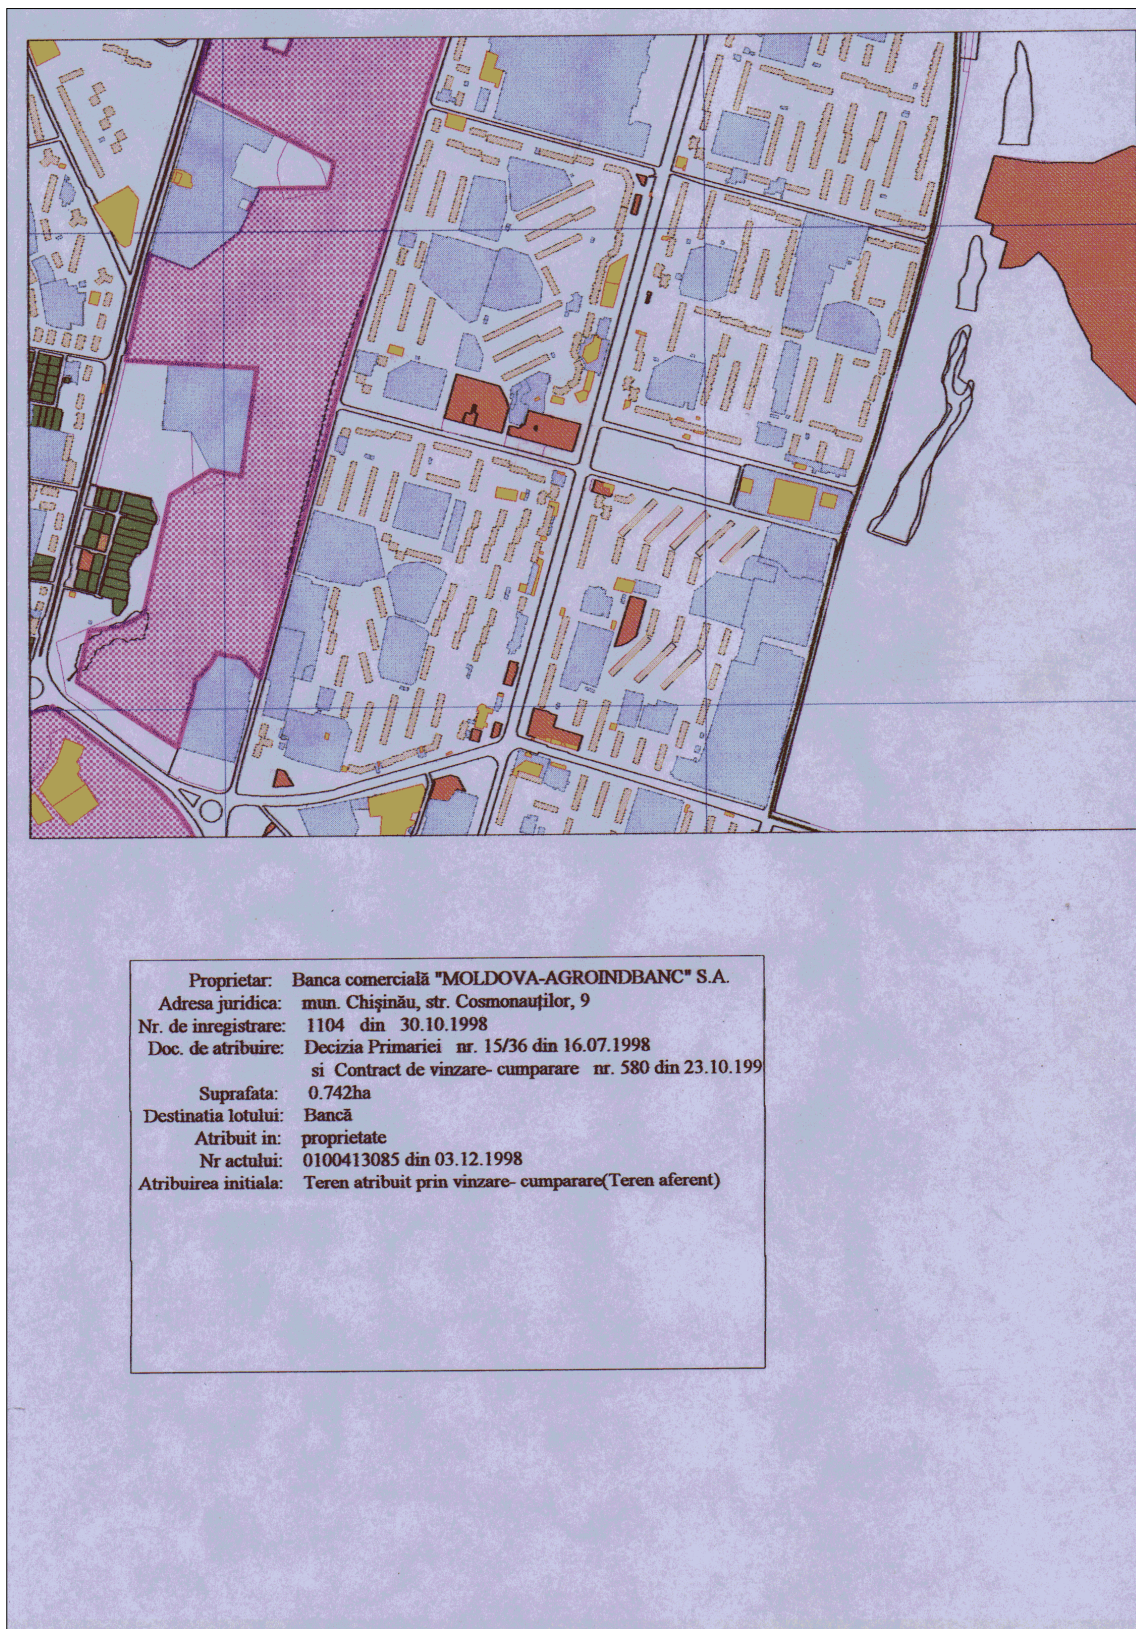 Proprietar: Banca comercială "MOLDOVA-AGROINDBANC" S.A.
Adresa juridica: mun. Chişinău, str. Cosmonauţilor, 9
Nr. de inregistrare: 1104 din 30.10.1998
Doc. de atribuire: Decizia Primariei nr. 15/36 din 16.07.1998
si Contract de vinzare- cumparare nr. 580 din 23.10.199
Suprafata: 0.742ha
Destinatia lotului: Bancă
Atribuit in: proprietate
Nr actului: 0100413085 din 03.12.1998
Atribuirea initiala: Teren atribuit prin vinzare- cumparare(Teren aferent)